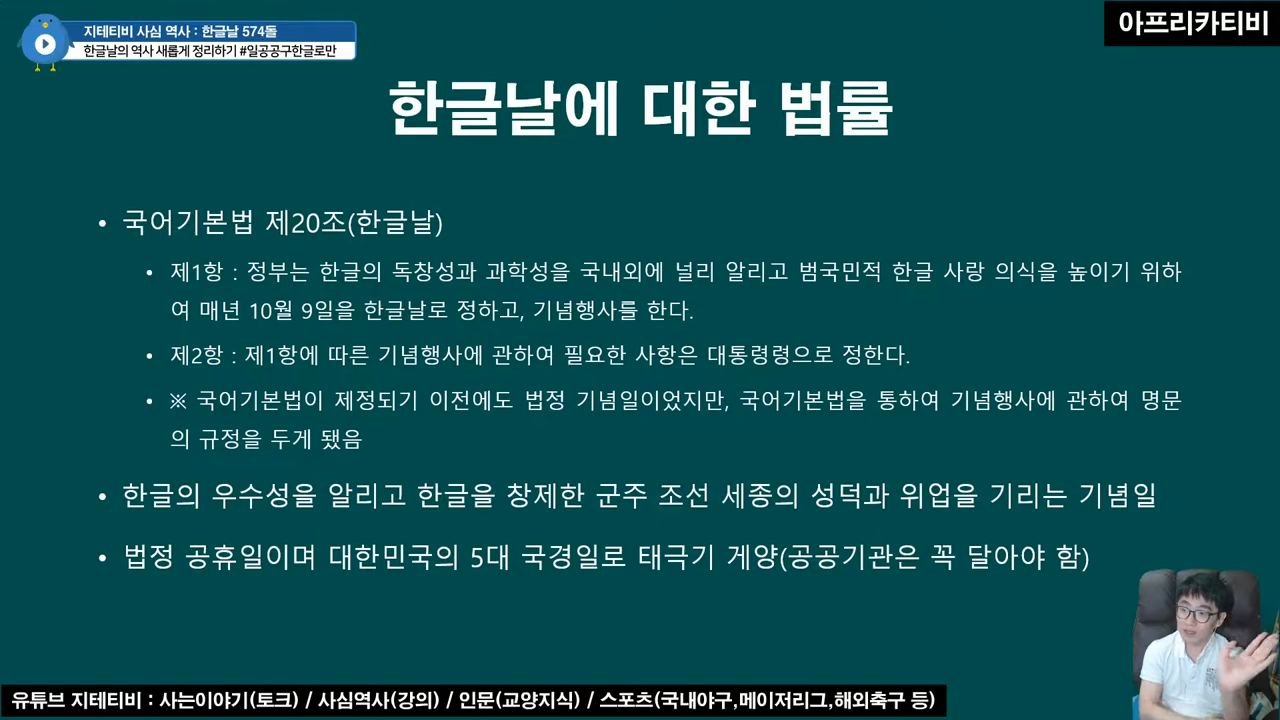 지테티비 사심 역사 : 한글날 574돌
한글날의 역사 새롭게 정리하기 #일공공구한글로만
아프리카티비
한글날에 대한 법률
• 국어기본법 제20조(한글날)
• 제1항 : 정부는 한글의 독창성과 과학성을 국내외에 널리 알리고 범국민적 한글 사랑 의식을 높이기 위하
여 매년 10월 9일을 한글날로 정하고, 기념행사를 한다.
• 제2항 : 제1항에 따른 기념행사에 관하여 필요한 사항은 대통령령으로 정한다.
• ※ 국어기본법이 제정되기 이전에도 법정 기념일이었지만, 국어기본법을 통하여 기념행사에 관하여 명문
의 규정을 두게 됐음
• 한글의 우수성을 알리고 한글을 창제한 군주 조선 세종의 성덕과 위업을 기리는 기념일
• 법정 공휴일이며 대한민국의 5대 국경일로 태극기 게양(공공기관은 꼭 달아야 함)
유튜브 지테티비 : 사는이야기(토크) / 사심역사(강의) / 인문(교양지식) / 스포츠(국내야구,메이저리그,해외축구 등)